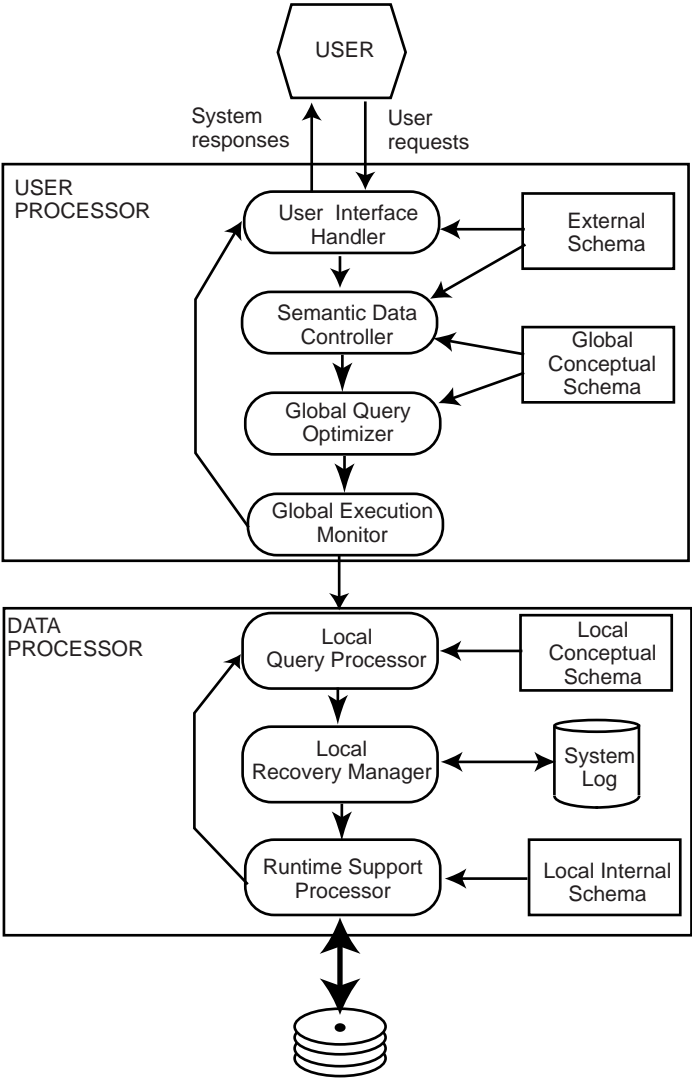 USER
System
responses
User
requests
USER
PROCESSOR
User Interface
Handler
External
Schema
Semantic Data
Controller
Global
Conceptual
Schema
Global Query
Optimizer
Global Execution
Monitor
DATA
PROCESSOR
Local
Query Processor
Local
Conceptual
Schema
Local
Recovery Manager
System
Log
Runtime Support
Processor
Local Internal
Schema